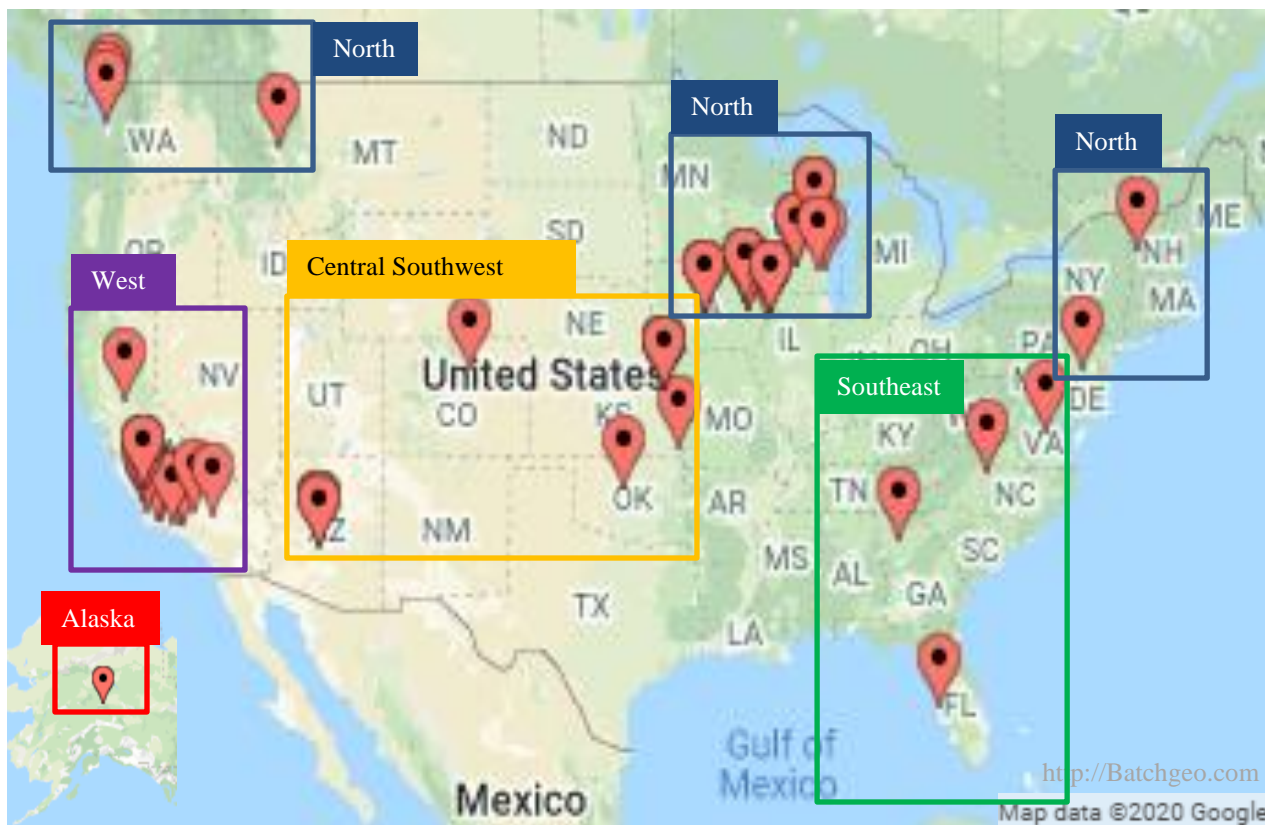 North
North
North
WA
MT
ND
MN
ME
OR
ID
SD
MI
NH
NY
MA
West
Central Southwest
NE
IL
OH
PA
NV
UT
United States
CO
KS
MO
Southeast
KY
VA
DE
OK
AR
TN
NC
NM
MS
AL
SC
GA
TX
LA
Alaska
FL
Gulf of
Mexico
Mexico
http://Batchgeo.com
Map data ©2020 Google